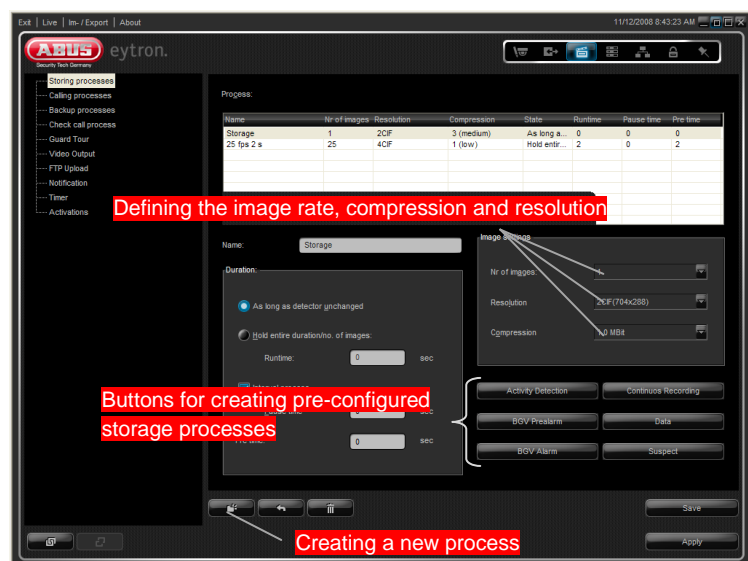 Exit | Live | Im- / Export | About
11/12/2008 8:43:23 AM
ABUS
Security Tech Germany
eytron.
Storing processes
Calling processes
Backup processes
Check call process
Guard Tour
Video Output
FTP Upload
Notification
Timer
Activations
Progess:
Name Nr of images Resolution Compression State Runtime Pause time Pre time
Storage 1 2CIF 3 (medium) As long a... 0 0 0
25 fps 2 s 25 4CIF 1 (low) Hold entir... 2 0 2
Defining the image rate, compression and resolution
Name: Storage
Image settings
Nr of images: 1
Resolution 2CIF(704x288)
Compression 1.0 MBit
Duration:
As long as detector unchanged
Hold entire duration/no. of images:
Runtime: 0 sec
Buttons for creating pre-configured
storage processes
sec
0 sec
Activity Detection Continuos Recording
BGV Prealarm Data
BGV Alarm Suspect
Save
Creating a new process
Apply